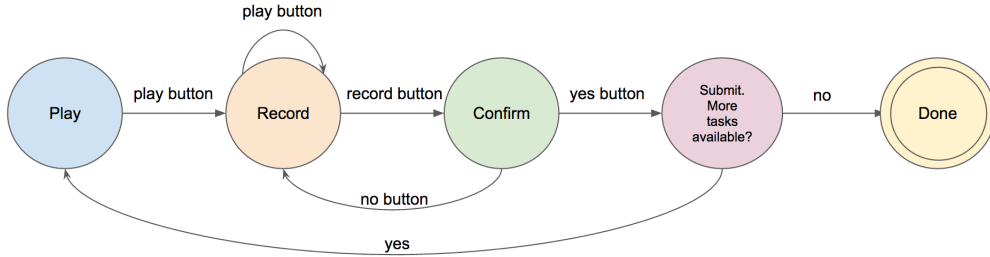 play button
Play
play button
Record
record button
Confirm
yes button
Submit.
More
tasks
available?
no
Done
no button
yes